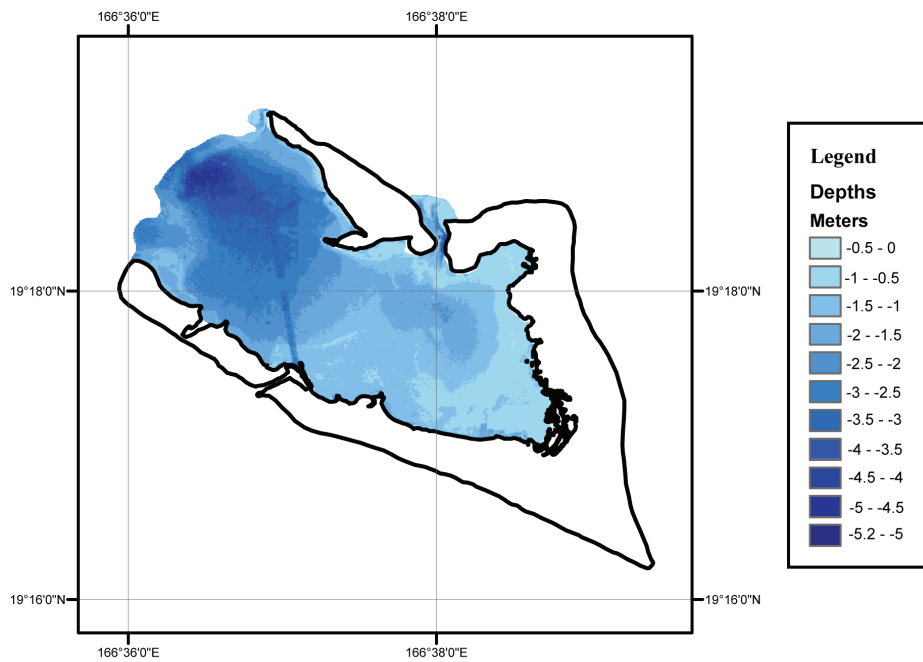 166°36'0"E 166°38'0"E
Legend
Depths
Meters
-0.5 - 0
-1 - -0.5
-1.5 - -1
19°18'0"N 19°18'0"N
-2 - -1.5
-2.5 - -2
-3 - -2.5
-3.5 - -3
-4 - -3.5
-4.5 - -4
-5 - -4.5
-5.2 - -5
19°16'0"N 19°16'0"N
166°36'0"E 166°38'0"E